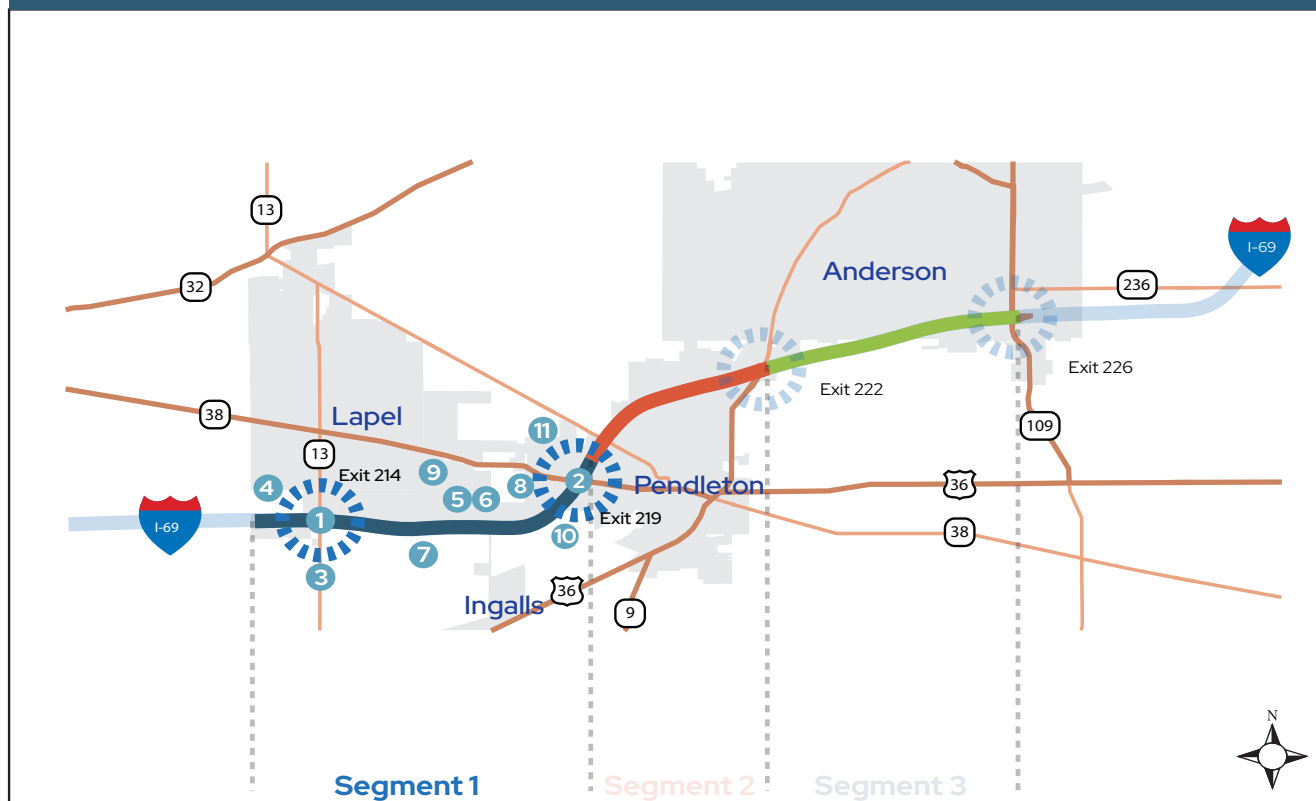 13
I-69
Anderson
236
32
Exit 226
Exit 222
38
Lapel
109
11
13
Exit 214
9
4
5
6
8
2
Pendleton
36
1
Exit 219
I-69
10
38
7
3
36
Ingalls
9
N
Segment 1
Segment 2
Segment 3